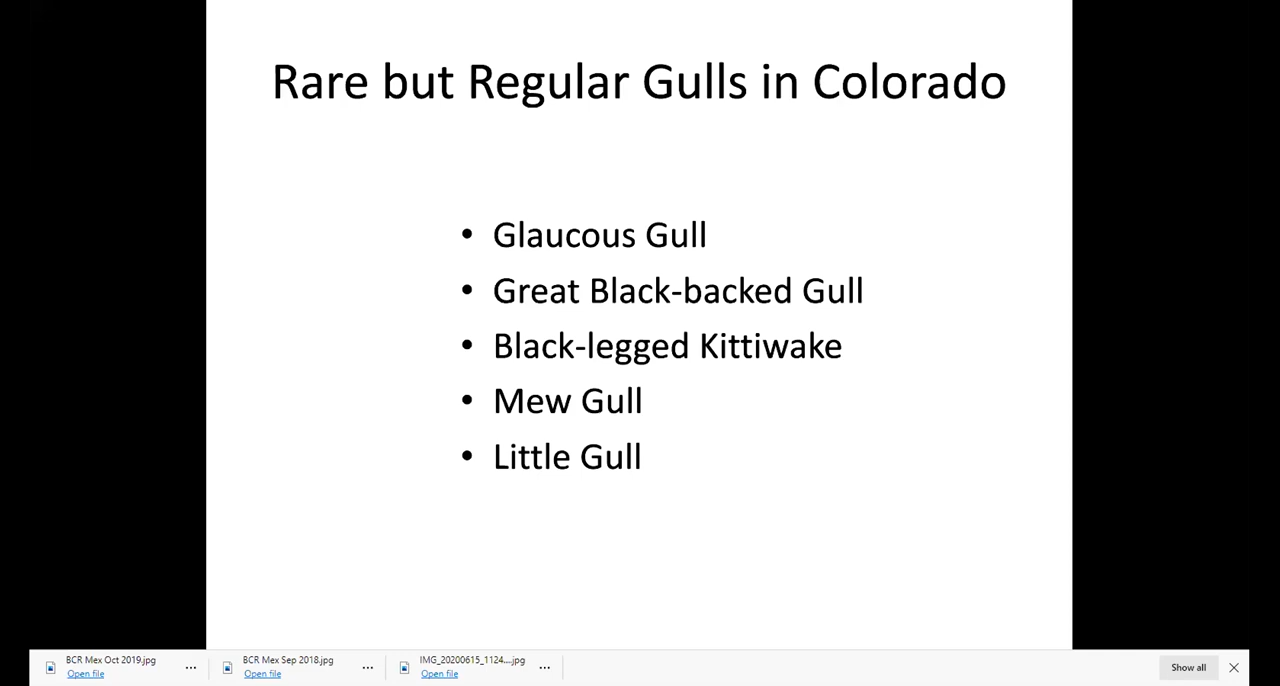 Rare but Regular Gulls in Colorado
• Glaucous Gull
• Great Black-backed Gull
• Black-legged Kittiwake
• Mew Gull
• Little Gull
BCR Mex Oct 2019.jpg
Open file
...
BCR Mex Sep 2018.jpg
Open file
...
IMG_20200615_1124....jpg
Open file
...
Show all